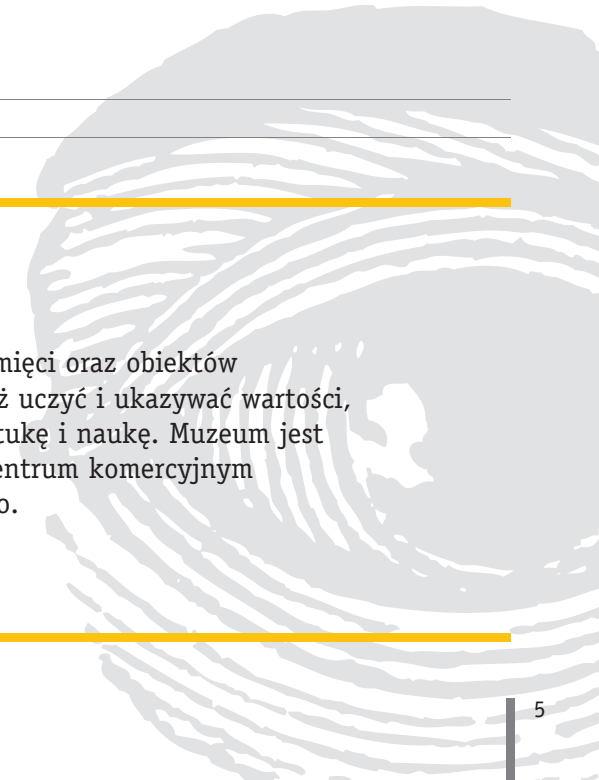 mięci oraz obiektów
ż uczyć i ukazywać wartości,
tukę i naukę. Muzeum jest
entrum komercyjnym
o.
5